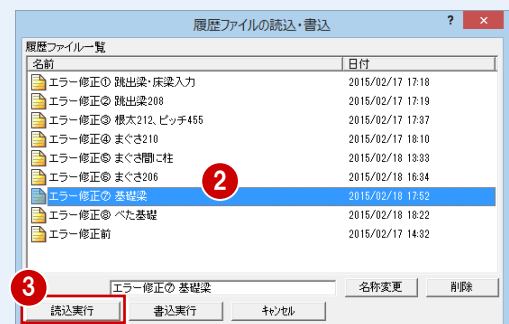 履歴ファイルの読込・書込 ? ×
履歴ファイル一覧
名前 日付
エラー修正① 跳出梁・床梁入力 2015/02/17 17:18
エラー修正② 跳出梁208 2015/02/17 17:19
エラー修正③ 根太212、ピッチ455 2015/02/17 17:37
エラー修正④ まぐさ210 2015/02/17 18:10
エラー修正⑤ まぐさ間に柱 2015/02/18 13:33
エラー修正⑥ まぐさ206 2015/02/18 16:34
2
エラー修正⑦ 基礎梁 2015/02/18 17:52
エラー修正⑧ べた基礎 2015/02/18 18:22
エラー修正前 2015/02/17 14:32
3
エラー修正⑦ 基礎梁 名称変更 削除
読込実行 書込実行 キャンセル